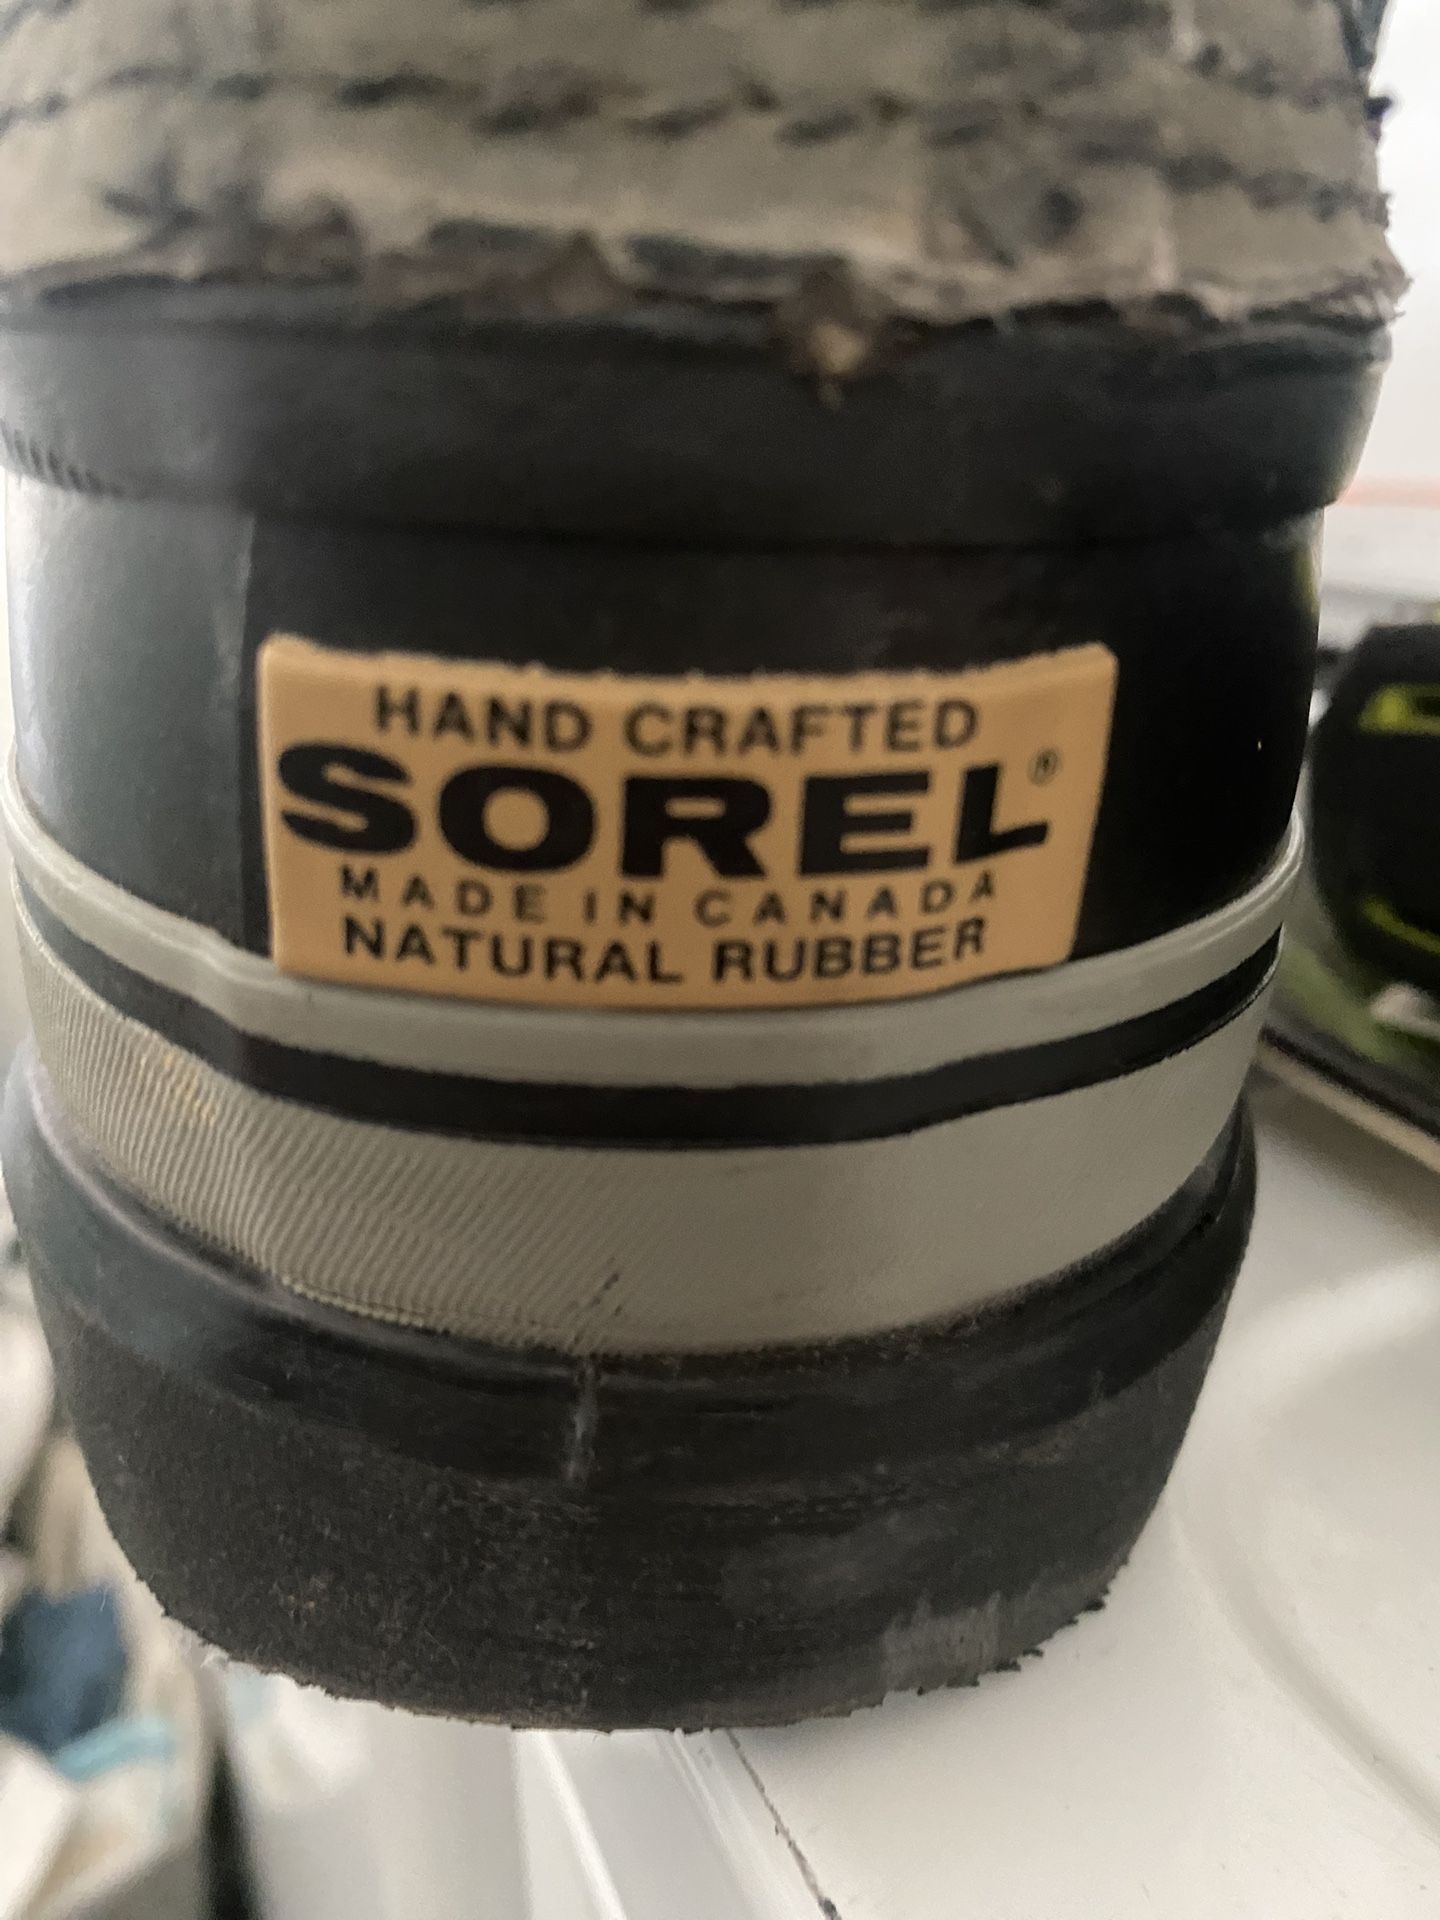 HAND CRAFTED
SOREL®
MADE IN CANADA
NATURAL RUBBER